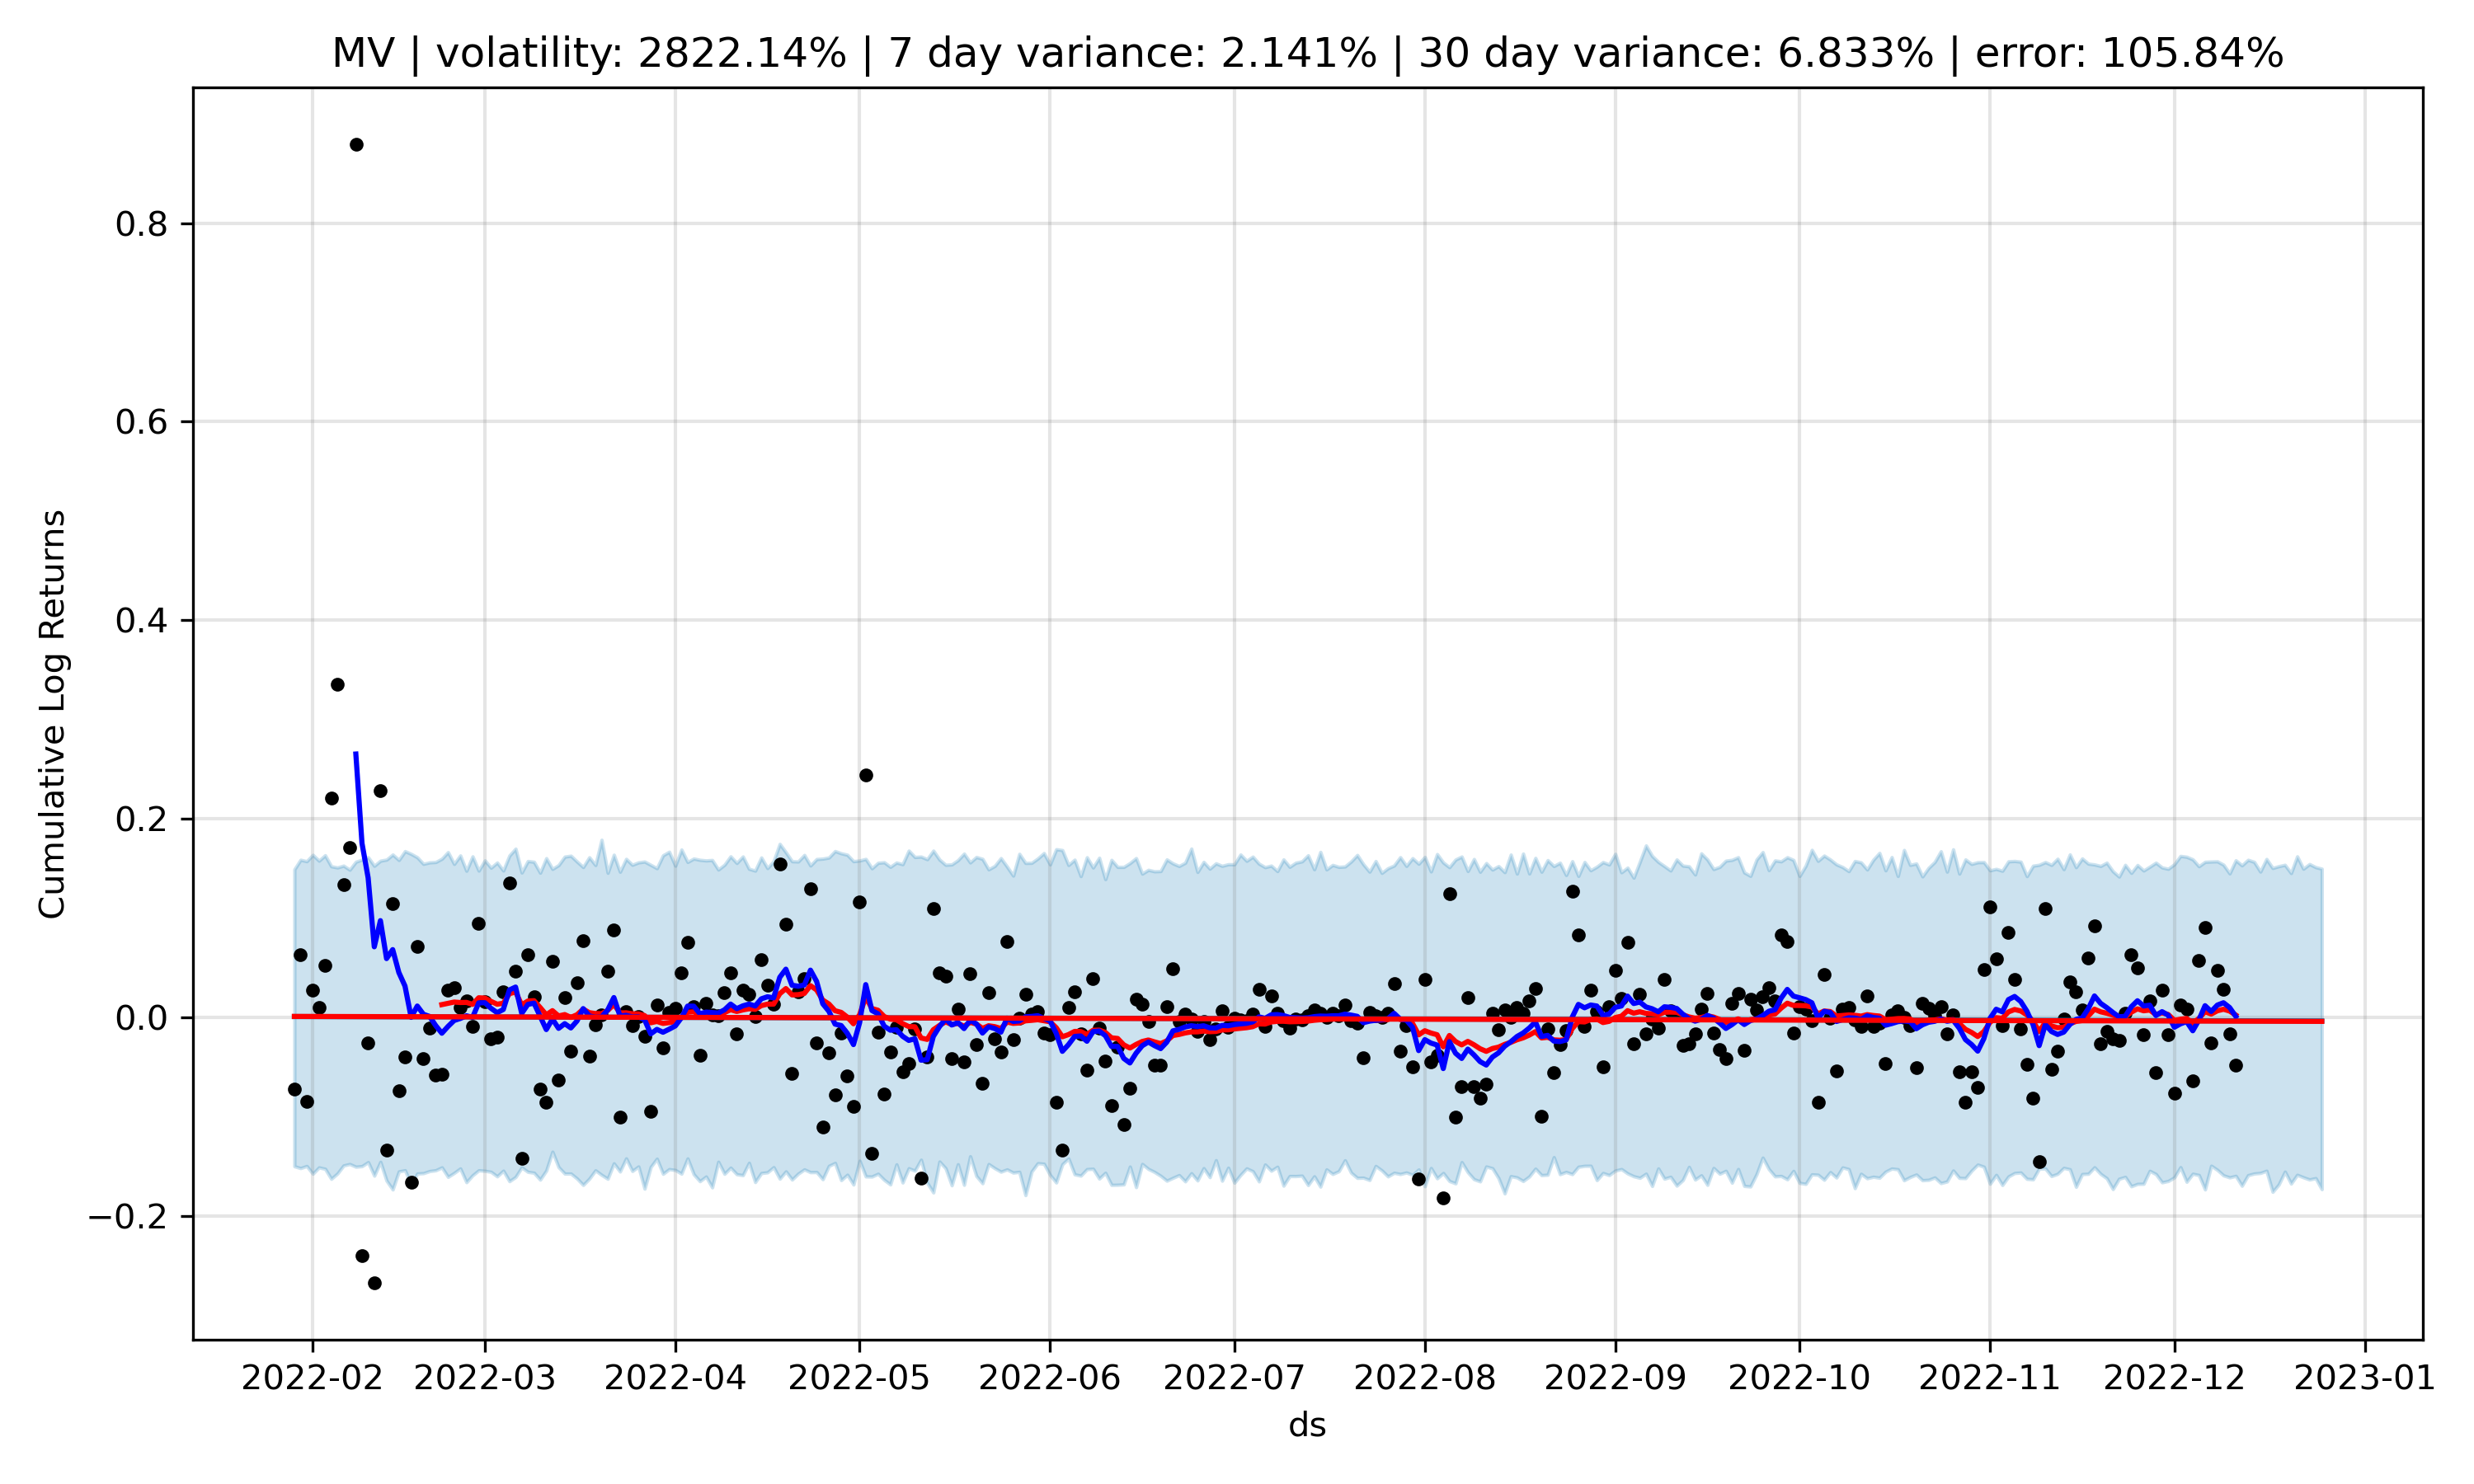 MV | volatility: 2822.14% | 7 day variance: 2.141% | 30 day variance: 6.833% | error: 105.84%
Cumulative Log Returns
0.8
0.6
0.4
0.2
0.0
−0.2
2022-02 2022-03 2022-04 2022-05 2022-06 2022-07 2022-08 2022-09 2022-10 2022-11 2022-12 2023-01
ds